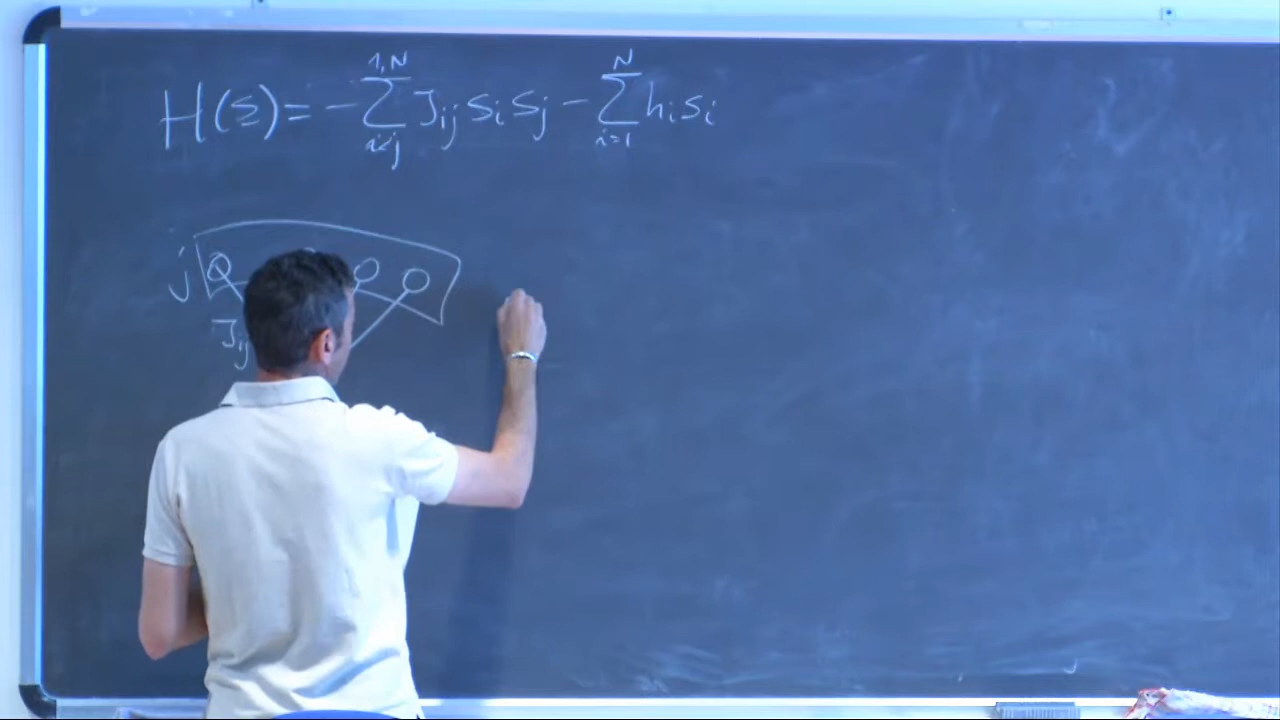 H(s) = - ∑_{i<j}^{1,N} J_{ij} s_i s_j - ∑_{i=1}^{N} h_i s_i
j
J_{ij}